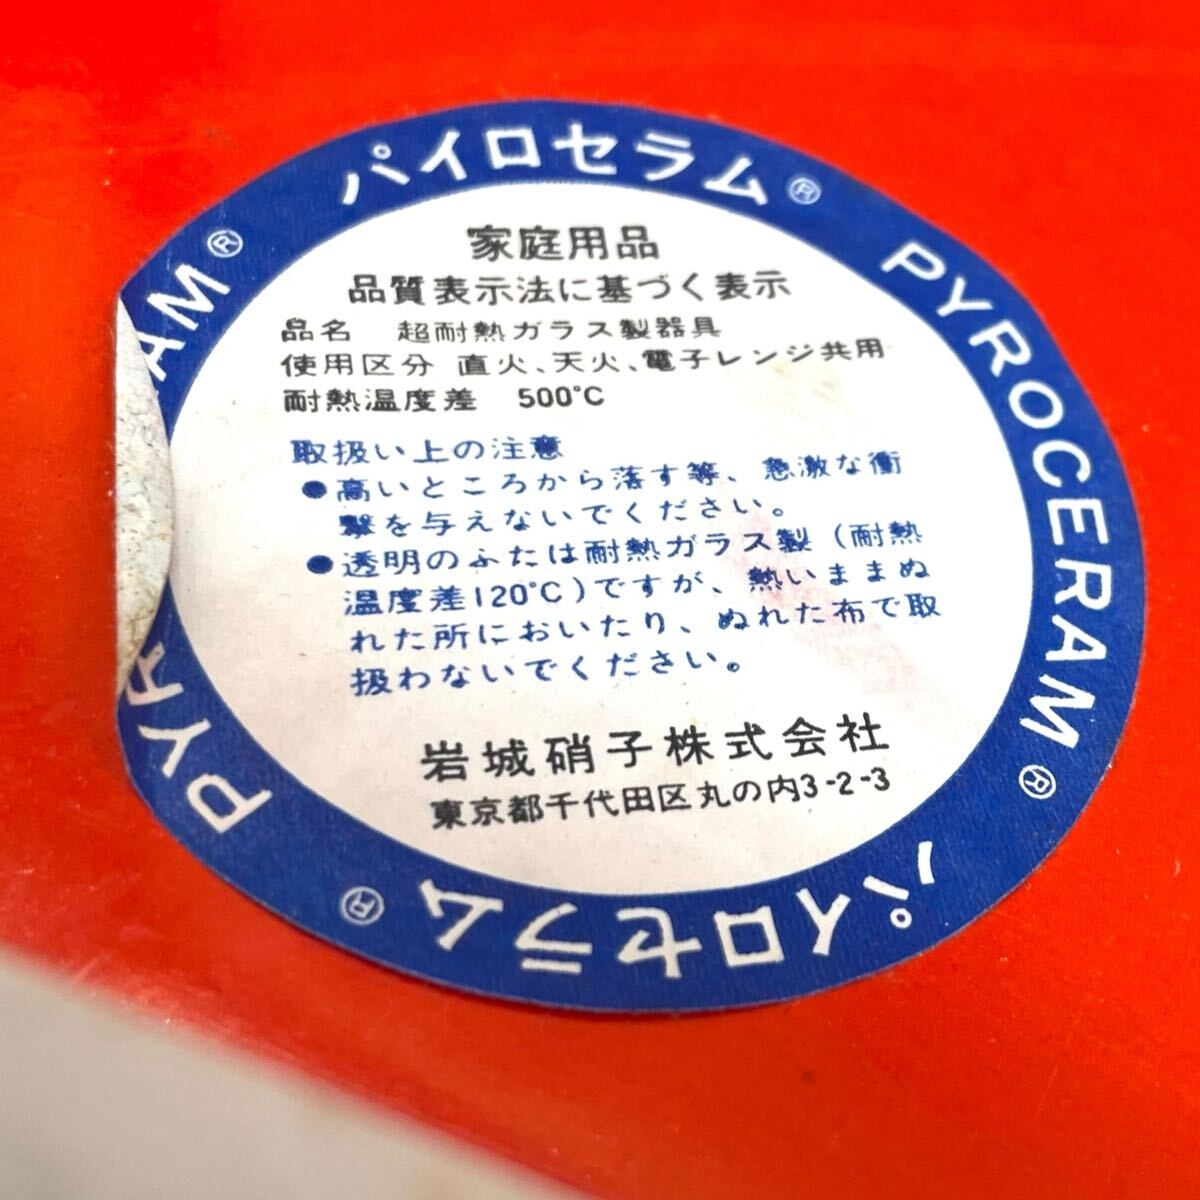 パイロセラム®
PYROCERAM®
パイロセラム®
PYR
AM®
家庭用品
品質表示法に基づく表示
品名 超耐熱ガラス製器具
使用区分 直火、天火、電子レンジ共用
耐熱温度差 500°C
取扱い上の注意
●高いところから落す等、急激な衝
撃を与えないでください。
●透明のふたは耐熱ガラス製(耐熱
温度差120°C)ですが、熱いままぬ
れた所においたり、ぬれた布で取
扱わないでください。
岩城硝子株式会社
東京都千代田区丸の内3-2-3